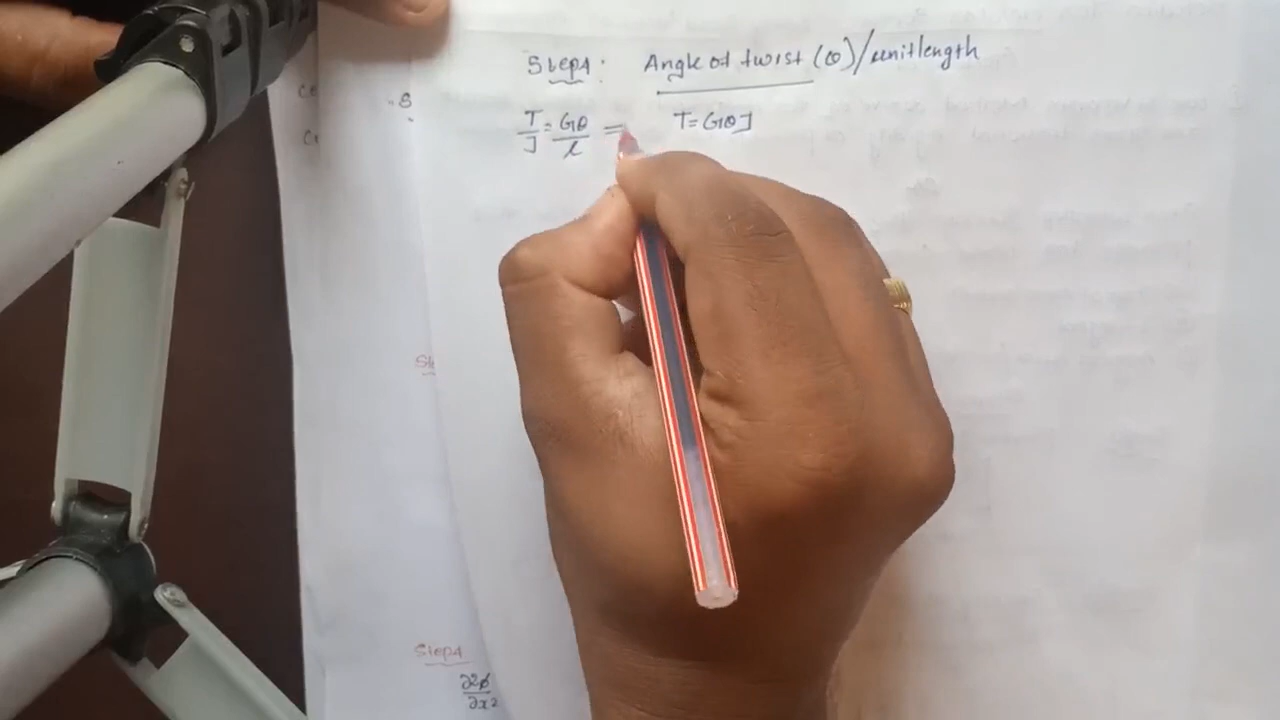 Step4: Angle of twist (θ)/unitlength
T/J = Gθ/l = T=GθJ
Step4
∂²φ/∂x²